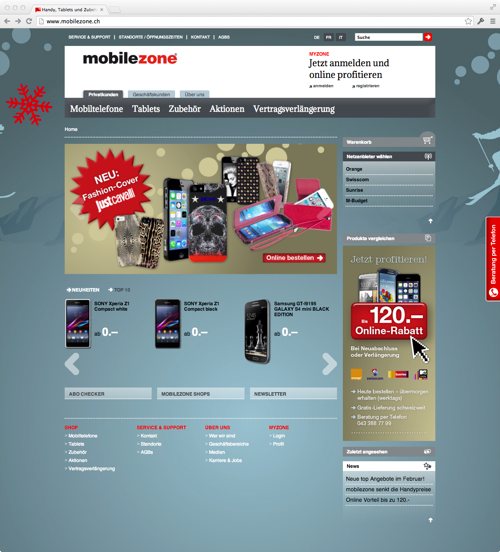 Handy, Tablets und Zubeh
www.mobilezone.ch
SERVICE & SUPPORT | STANDORTE / ÖFFNUNGSZEITEN | KONTAKT | AGBS
DE FR IT
Suche
mobilezone
MYZONE
Jetzt anmelden und
online profitieren
anmelden registrieren
Privatkunden Geschäftskunden Über uns
Mobiltelefone Tablets Zubehör Aktionen Vertragsverlängerung
Home
Warenkorb
Netzanbieter wählen
Orange
Swisscom
Sunrise
M-Budget
NEU:
Fashion-Cover
just cavalli
Online bestellen
Beratung per Telefon
Produkte vergleichen
Jetzt profitieren!
Bis 120.–
Online-Rabatt
Bei Neuabschluss
oder Verlängerung
Heute bestellen – übermorgen
erhalten (werktags)
Gratis-Lieferung schweizweit
Beratung per Telefon
043 388 77 99
NEUHEITEN TOP 10
SONY Xperia Z1
Compact white
ab 0.–
SONY Xperia Z1
Compact black
ab 0.–
Samsung GT-I9195
GALAXY S4 mini BLACK
EDITION
ab 0.–
ABO CHECKER
MOBILEZONE SHOPS
NEWSLETTER
SHOP
Mobiltelefone
Tablets
Zubehör
Aktionen
Vertragsverlängerung
SERVICE & SUPPORT
Kontakt
Standorte
AGBs
ÜBER UNS
Wer wir sind
Geschäftsbereiche
Medien
Karriere & Jobs
MYZONE
Login
Profil
Zuletzt angesehen
News
Neue top Angebote im Februar!
mobilezone senkt die Handypreise
Online Vorteil bis zu 120.-